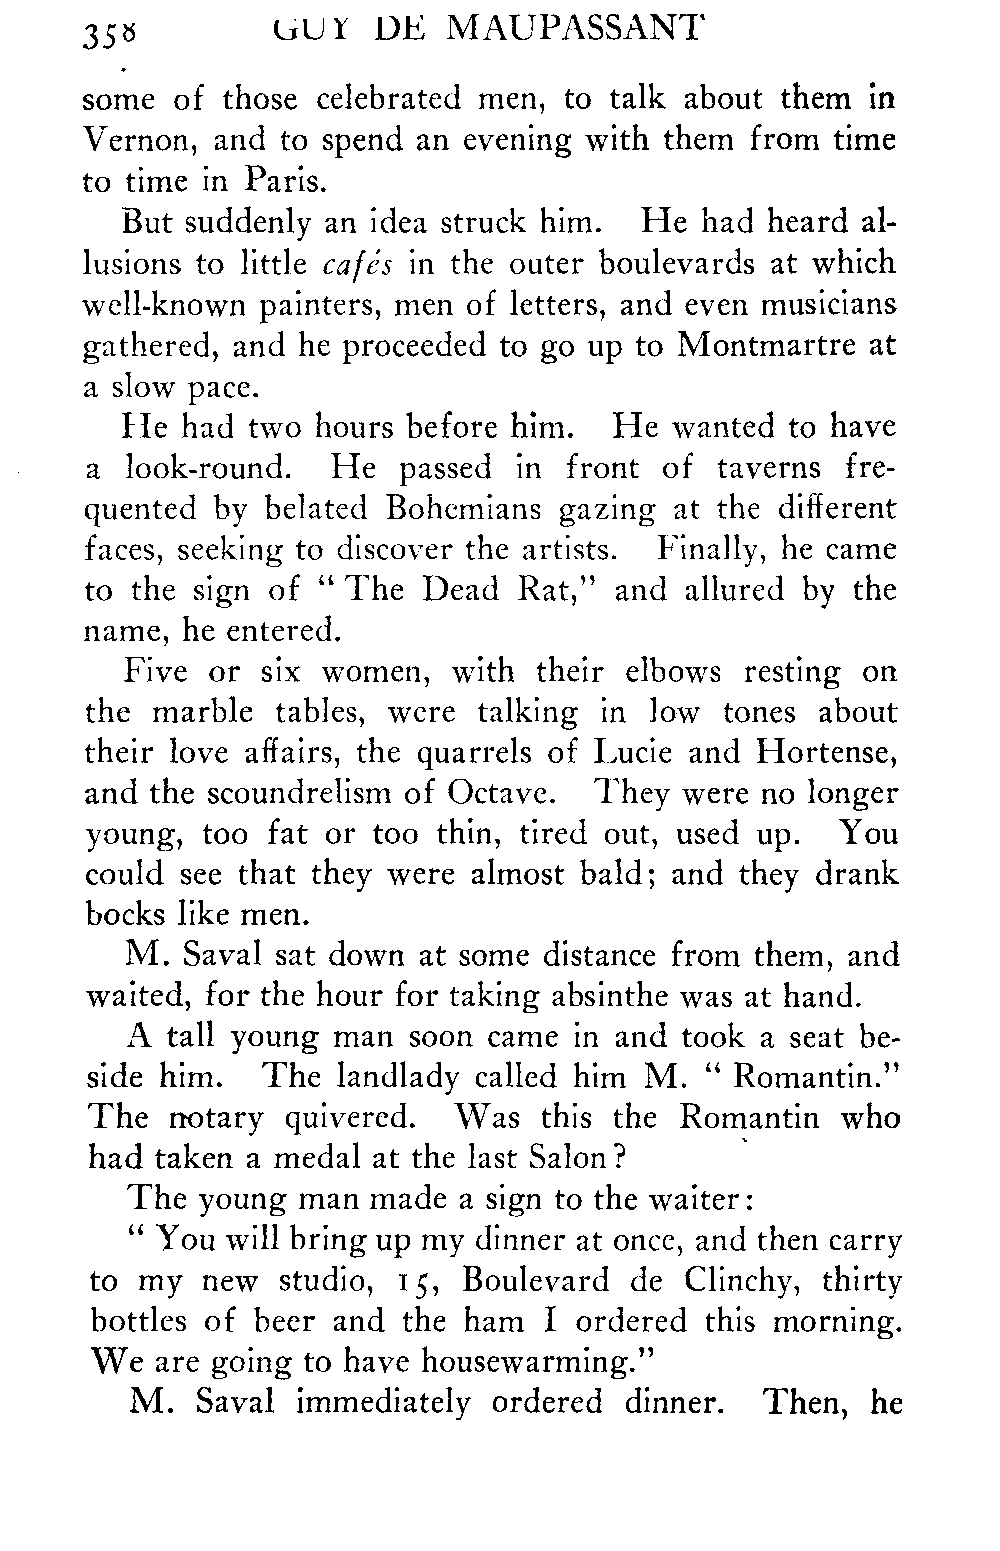 358 GUY DE MAUPASSANT
some of those celebrated men, to talk about them in
Vernon, and to spend an evening with them from time
to time in Paris.
But suddenly an idea struck him. He had heard al-
lusions to little cafés in the outer boulevards at which
well-known painters, men of letters, and even musicians
gathered, and he proceeded to go up to Montmartre at
a slow pace.
He had two hours before him. He wanted to have
a look-round. He passed in front of taverns fre-
quented by belated Bohemians gazing at the different
faces, seeking to discover the artists. Finally, he came
to the sign of “ The Dead Rat,” and allured by the
name, he entered.
Five or six women, with their elbows resting on
the marble tables, were talking in low tones about
their love affairs, the quarrels of Lucie and Hortense,
and the scoundrelism of Octave. They were no longer
young, too fat or too thin, tired out, used up. You
could see that they were almost bald; and they drank
bocks like men.
M. Saval sat down at some distance from them, and
waited, for the hour for taking absinthe was at hand.
A tall young man soon came in and took a seat be-
side him. The landlady called him M. “ Romantin.”
The notary quivered. Was this the Romantin who
had taken a medal at the last Salon?
The young man made a sign to the waiter:
“ You will bring up my dinner at once, and then carry
to my new studio, 15, Boulevard de Clinchy, thirty
bottles of beer and the ham I ordered this morning.
We are going to have housewarming.”
M. Saval immediately ordered dinner. Then, he